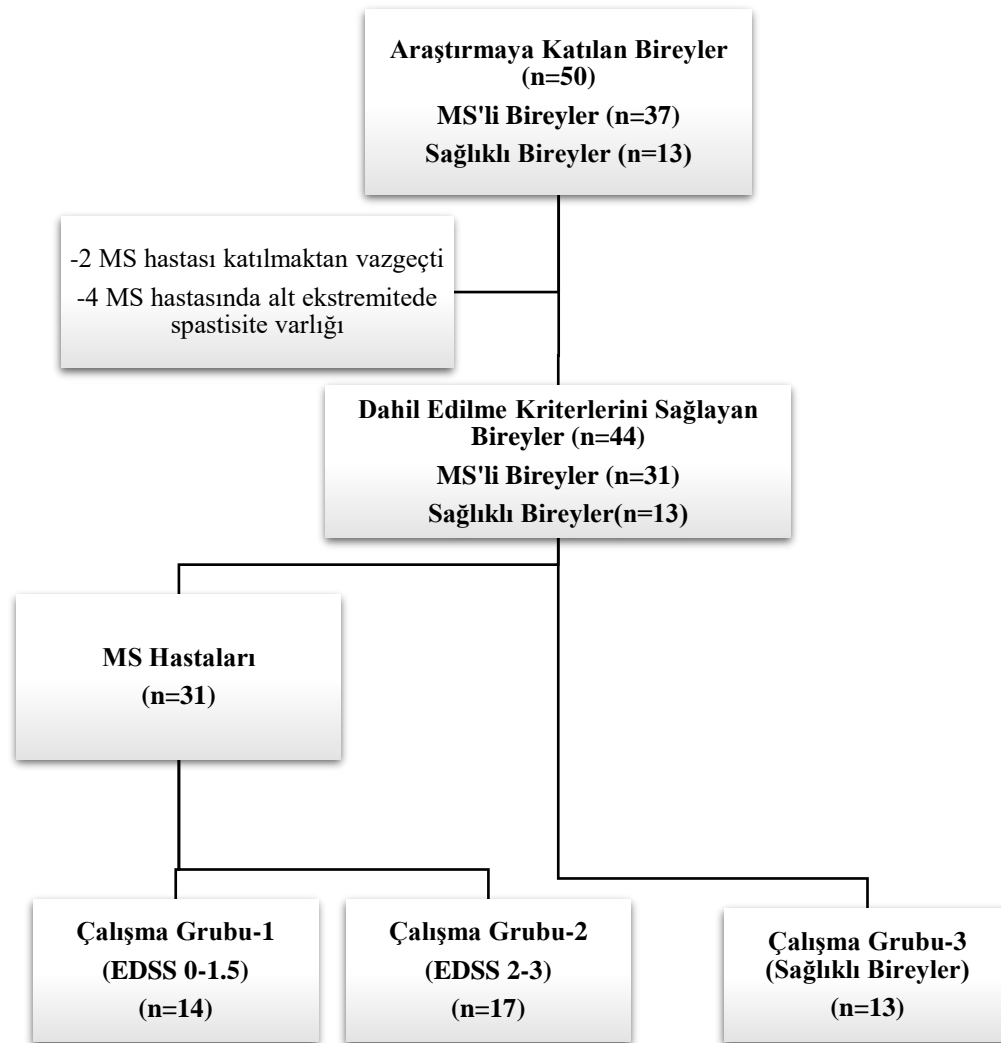 Araştırmaya Katılan Bireyler
(n=50)
MS'li Bireyler (n=37)
Sağlıklı Bireyler (n=13)
-2 MS hastası katılmaktan vazgeçti
-4 MS hastasında alt ekstremitede
spastisite varlığı
Dahil Edilme Kriterlerini Sağlayan
Bireyler (n=44)
MS'li Bireyler (n=31)
Sağlıklı Bireyler(n=13)
MS Hastaları
(n=31)
Çalışma Grubu-1
(EDSS 0-1.5)
(n=14)
Çalışma Grubu-2
(EDSS 2-3)
(n=17)
Çalışma Grubu-3
(Sağlıklı Bireyler)
(n=13)